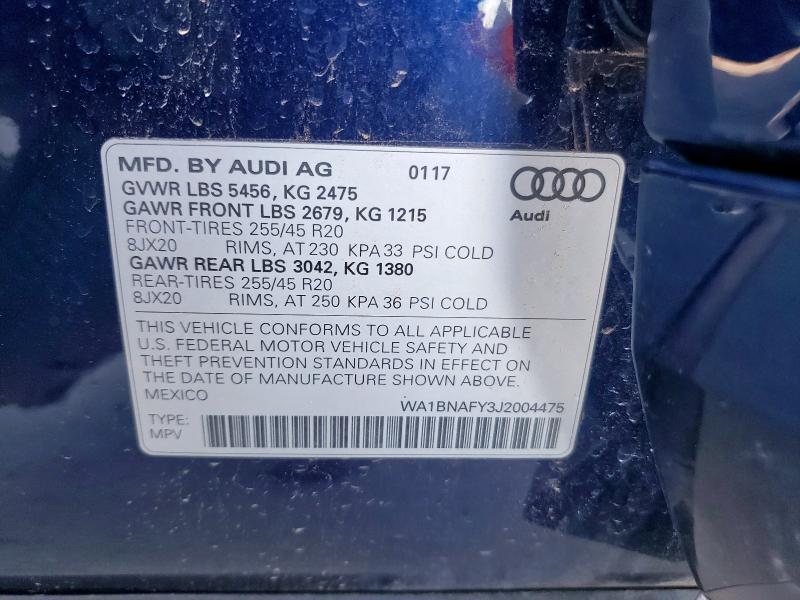 MFD. BY AUDI AG 0117
GVWR LBS 5456, KG 2475
GAWR FRONT LBS 2679, KG 1215
FRONT-TIRES 255/45 R20
8JX20 RIMS, AT 230 KPA 33 PSI COLD
GAWR REAR LBS 3042, KG 1380
REAR-TIRES 255/45 R20
8JX20 RIMS, AT 250 KPA 36 PSI COLD
Audi
THIS VEHICLE CONFORMS TO ALL APPLICABLE
U.S. FEDERAL MOTOR VEHICLE SAFETY AND
THEFT PREVENTION STANDARDS IN EFFECT ON
THE DATE OF MANUFACTURE SHOWN ABOVE.
MEXICO WA1BNAFY3J2004475
TYPE:
MPV